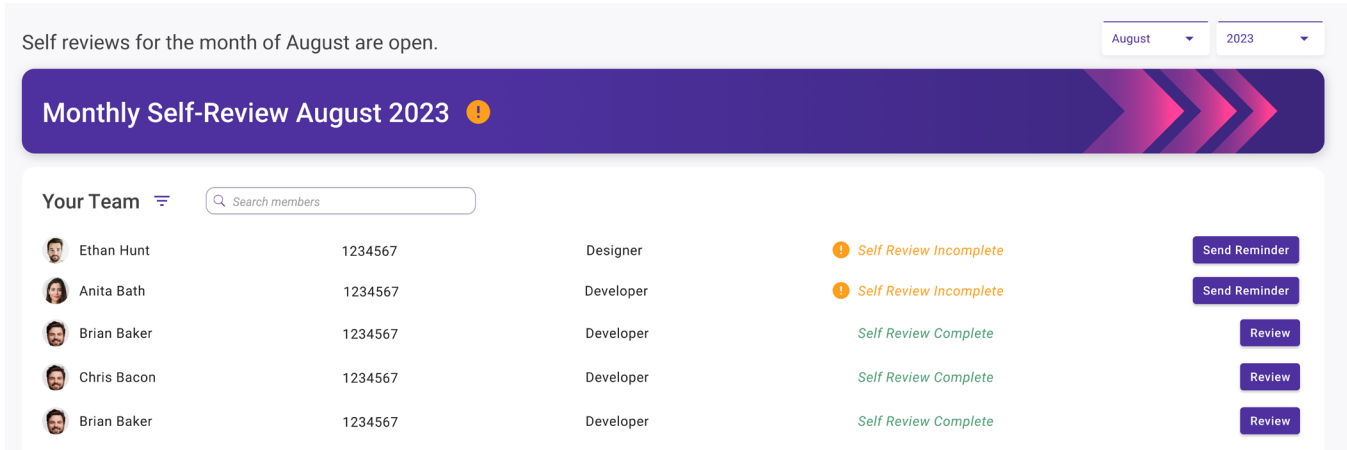 Self reviews for the month of August are open.
August 2023
Monthly Self-Review August 2023 !
Your Team Search members
Ethan Hunt 1234567 Designer ! Self Review Incomplete Send Reminder
Anita Bath 1234567 Developer ! Self Review Incomplete Send Reminder
Brian Baker 1234567 Developer Self Review Complete Review
Chris Bacon 1234567 Developer Self Review Complete Review
Brian Baker 1234567 Developer Self Review Complete Review